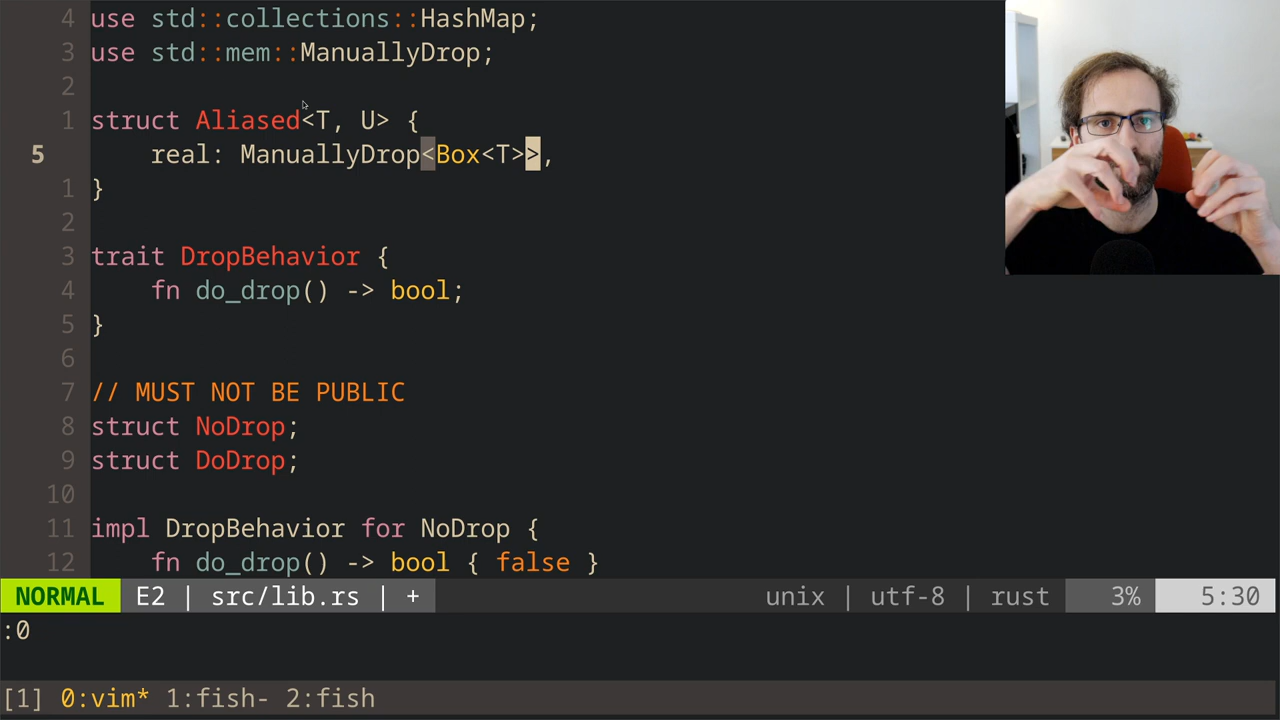 4 use std::collections::HashMap;
3 use std::mem::ManuallyDrop;
2
1 struct Aliased<T, U> {
5     real: ManuallyDrop<Box<T>>,
1 }
2
3 trait DropBehavior {
4     fn do_drop() -> bool;
5 }
6
7 // MUST NOT BE PUBLIC
8 struct NoDrop;
9 struct DoDrop;
10
11 impl DropBehavior for NoDrop {
12     fn do_drop() -> bool { false }
NORMAL E2 | src/lib.rs | + unix | utf-8 | rust 3% 5:30
:0
[1] 0:vim* 1:fish- 2:fish